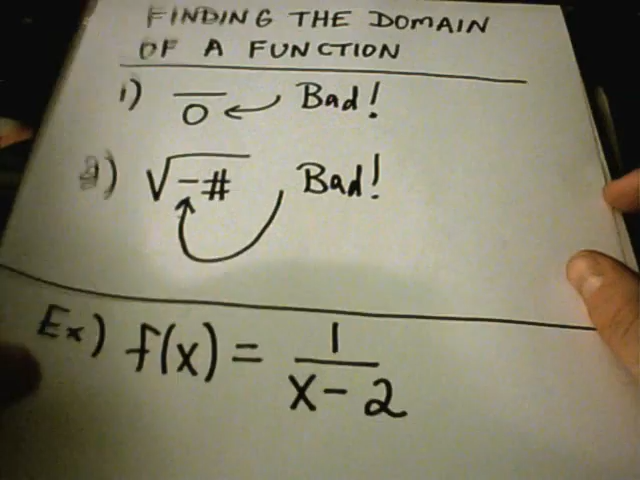 FINDING THE DOMAIN
OF A FUNCTION
1) — / 0 Bad!
2) √-# Bad!
Ex) f(x) = 1 / x-2